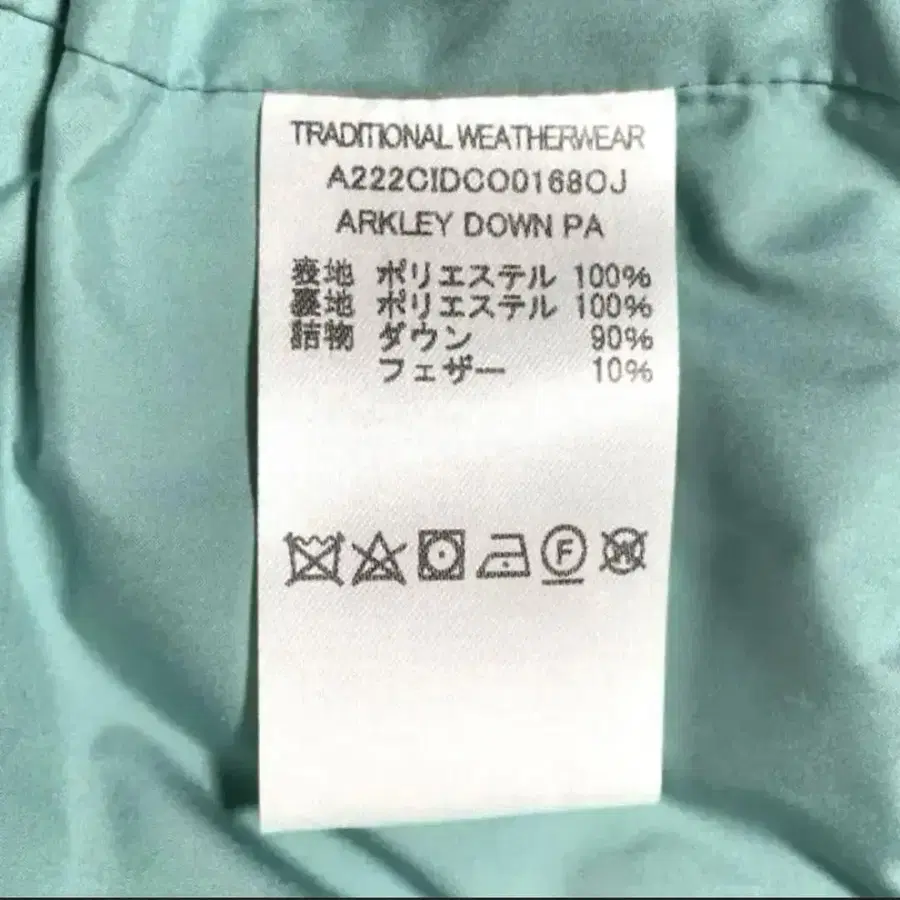 TRADITIONAL WEATHERWEAR
A222CIDCO0168OJ
ARKLEY DOWN PA
表地 ポリエステル 100%
裏地 ポリエステル 100%
詰物 ダウン 90%
フェザー 10%
F